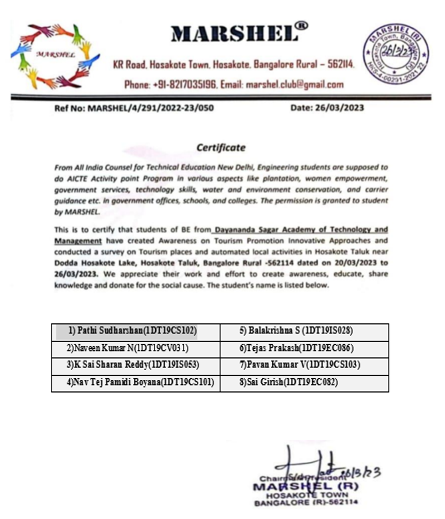 MARSHEL®
MARSHEL
KR Road, Hosakote Town, Hosakote. Bangalore Rural – 562114.
Phone: +91-8217035196, Email: marshel.club@gmail.com
MARSHEL (R)
26/3/23
Ref No: MARSHEL/4/291/2022-23/050 Date: 26/03/2023
Certificate
From All India Counsel for Technical Education New Delhi, Engineering students are supposed to
do AICTE Activity point Program in various aspects like plantation, women empowerment,
government services, technology skills, water and environment conservation, and carrier
guidance etc. in government offices, schools, and colleges. The permission is granted to student
by MARSHEL.
This is to certify that students of BE from Dayananda Sagar Academy of Technology and
Management have created Awareness on Tourism Promotion Innovative Approaches and
conducted a survey on Tourism places and automated local activities in Hosakote Taluk near
Dodda Hosakote Lake, Hosakote Taluk, Bangalore Rural -562114 dated on 20/03/2023 to
26/03/2023. We appreciate their work and effort to create awareness, educate, share
knowledge and donate for the social cause. The student's name is listed below.
1) Pathi Sudharshan(1DT19CS102) 5) Balakrishna S (1DT19IS028)
2)Naveen Kumar N(1DT19CV031) 6)Tejas Prakash(1DT19EC086)
3)K Sai Sharan Reddy(1DT19IS053) 7)Pavan Kumar V(1DT19CS103)
4)Nav Tej Pamidi Boyana(1DT19CS101) 8)Sai Girish(1DT19EC082)
26/3/23
MARSHEL (R)
HOSAKOTE TOWN
BANGALORE (R)-562114